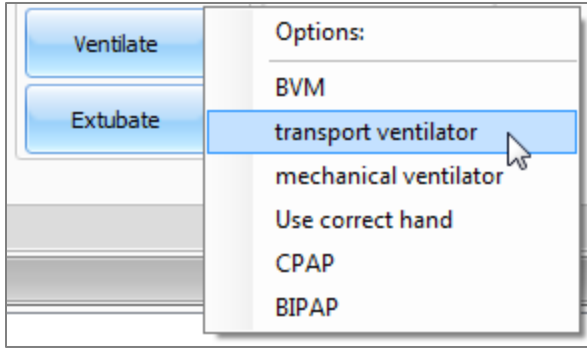 Ventilate
Extubate
Options:
BVM
transport ventilator
mechanical ventilator
Use correct hand
CPAP
BIPAP